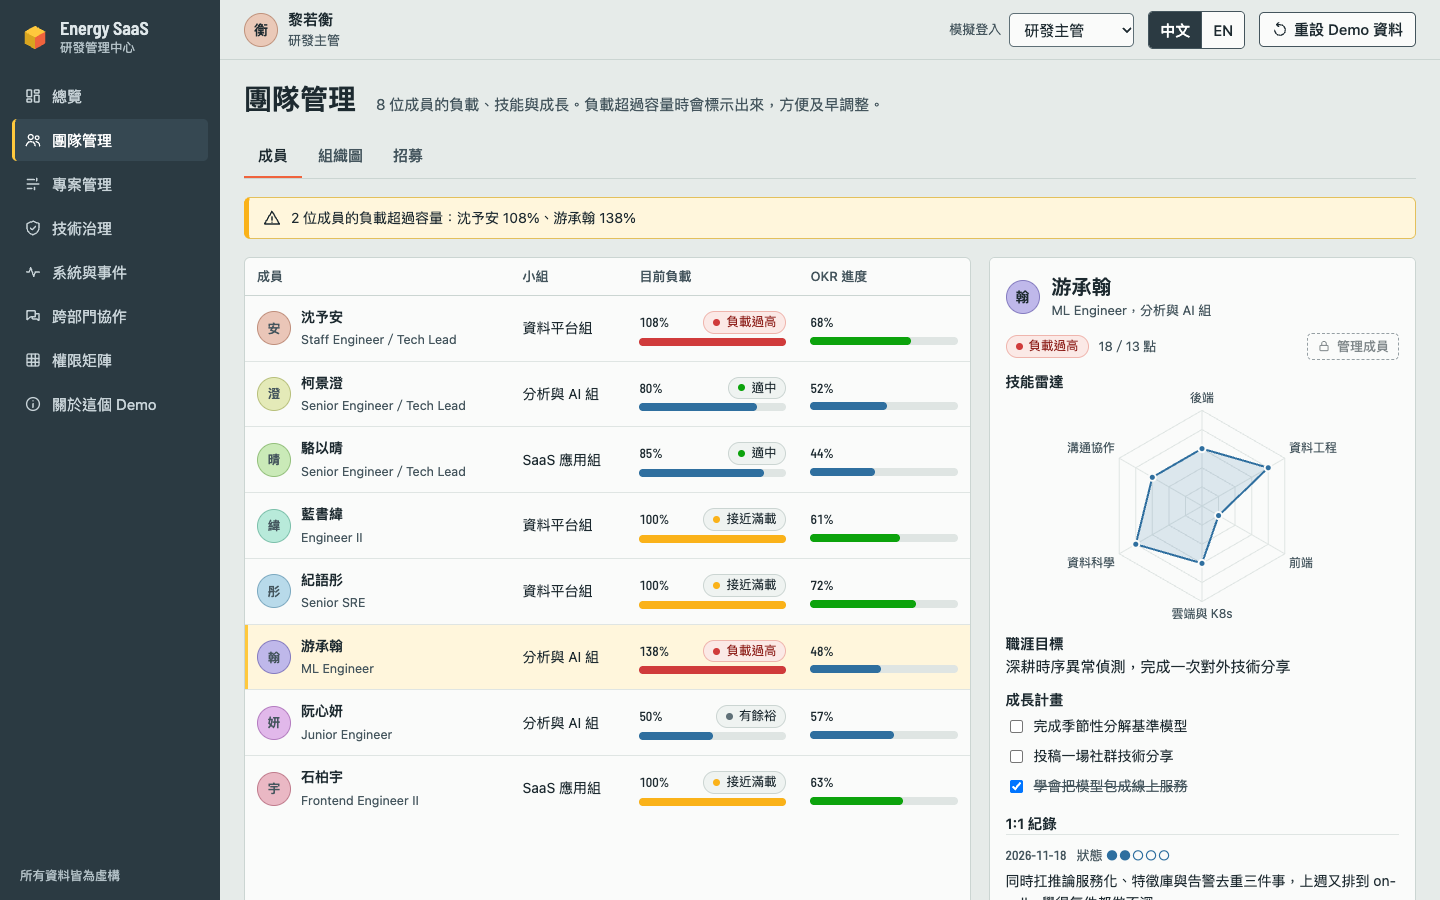 Energy SaaS
研發管理中心
總覽
團隊管理
專案管理
技術治理
系統與事件
跨部門協作
權限矩陣
關於這個 Demo
所有資料皆為虛構
衡
黎若衡
研發主管
模擬登入
研發主管
中文
EN
重設 Demo 資料
團隊管理
8 位成員的負載、技能與成長。負載超過容量時會標示出來，方便及早調整。
成員
組織圖
招募
2 位成員的負載超過容量：沈予安 108%、游承翰 138%
成員 小組 目前負載 OKR 進度
安 沈予安 資料平台組 108% 負載過高 68%
Staff Engineer / Tech Lead
澄 柯景澄 分析與 AI 組 80% 適中 52%
Senior Engineer / Tech Lead
晴 駱以晴 SaaS 應用組 85% 適中 44%
Senior Engineer / Tech Lead
緯 藍書緯 資料平台組 100% 接近滿載 61%
Engineer II
彤 紀語彤 資料平台組 100% 接近滿載 72%
Senior SRE
翰 游承翰 分析與 AI 組 138% 負載過高 48%
ML Engineer
妍 阮心妍 分析與 AI 組 50% 有餘裕 57%
Junior Engineer
宇 石柏宇 SaaS 應用組 100% 接近滿載 63%
Frontend Engineer II
翰
游承翰
ML Engineer，分析與 AI 組
負載過高 18 / 13 點
管理成員
技能雷達
後端
資料工程
前端
雲端與 K8s
資料科學
溝通協作
職涯目標
深耕時序異常偵測，完成一次對外技術分享
成長計畫
完成季節性分解基準模型
投稿一場社群技術分享
學會把模型包成線上服務
1:1 紀錄
2026-11-18 狀態
同時扛推論服務化、特徵庫與告警去重三件事，上週又排到 on-